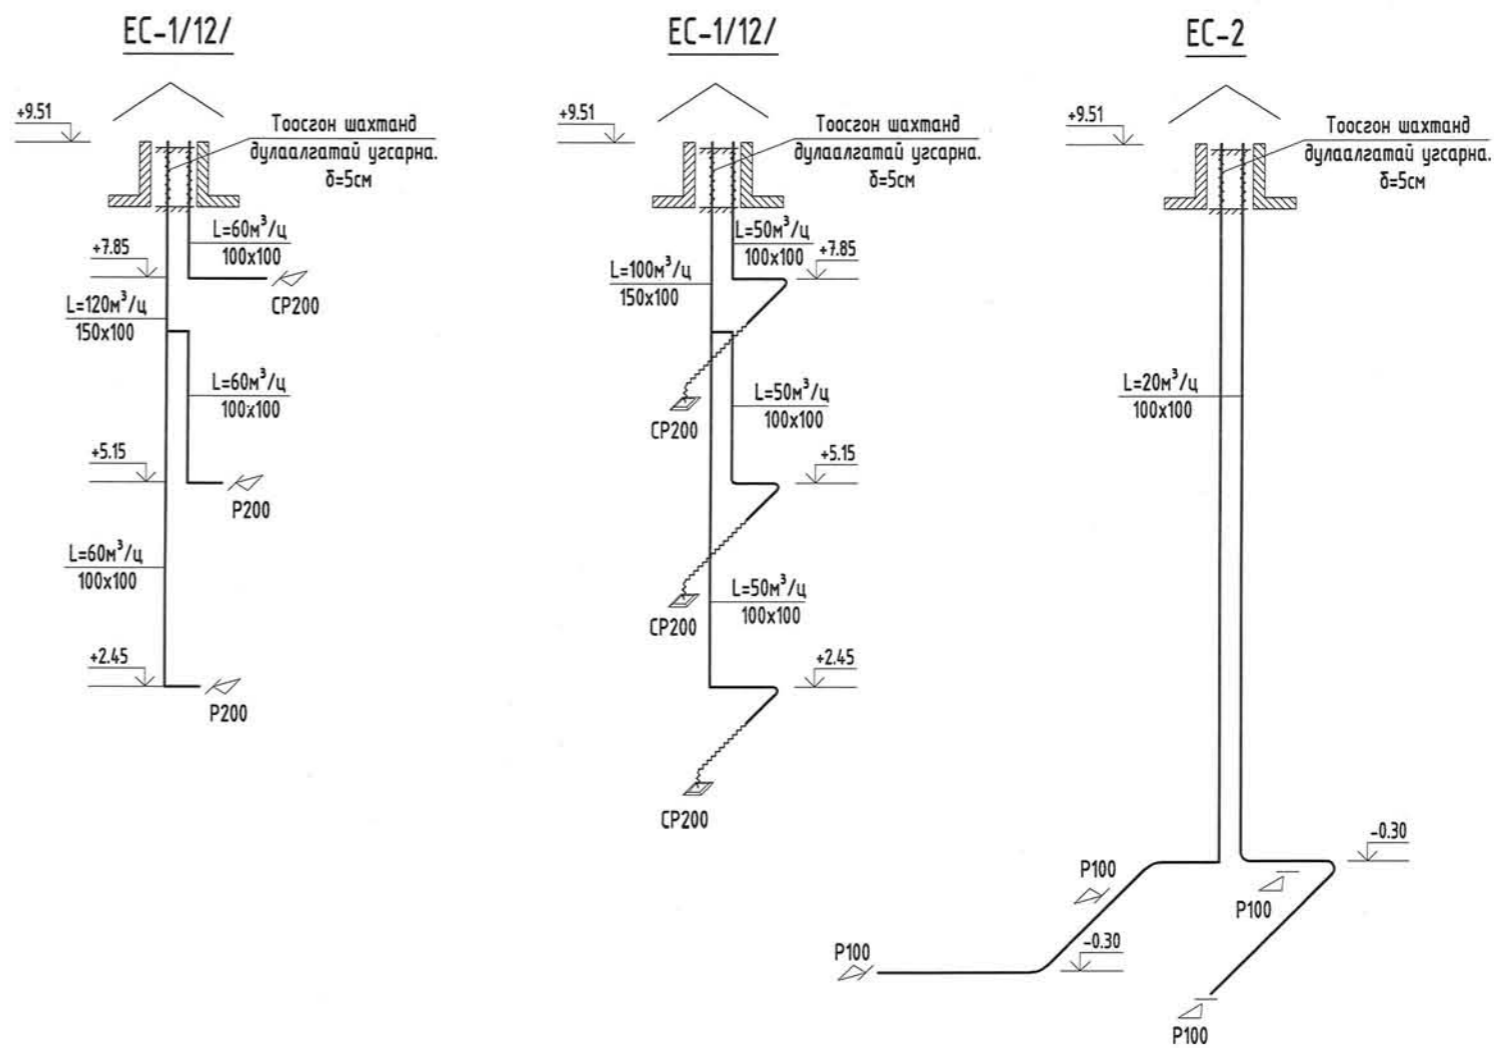 ЕС-1/12/
+9.51
Тоосгон шахтанд
дулаалгатай угсарна.
δ=5см
L=60м³/ц
100x100
+7.85
СР200
L=120м³/ц
150x100
L=60м³/ц
100x100
+5.15
Р200
L=60м³/ц
100x100
+2.45
Р200
ЕС-1/12/
+9.51
Тоосгон шахтанд
дулаалгатай угсарна.
δ=5см
L=50м³/ц
100x100
+7.85
L=100м³/ц
150x100
СР200
L=50м³/ц
100x100
+5.15
СР200
L=50м³/ц
100x100
+2.45
СР200
ЕС-2
+9.51
Тоосгон шахтанд
дулаалгатай угсарна.
δ=5см
L=20м³/ц
100x100
-0.30
Р100
Р100
Р100
-0.30
Р100